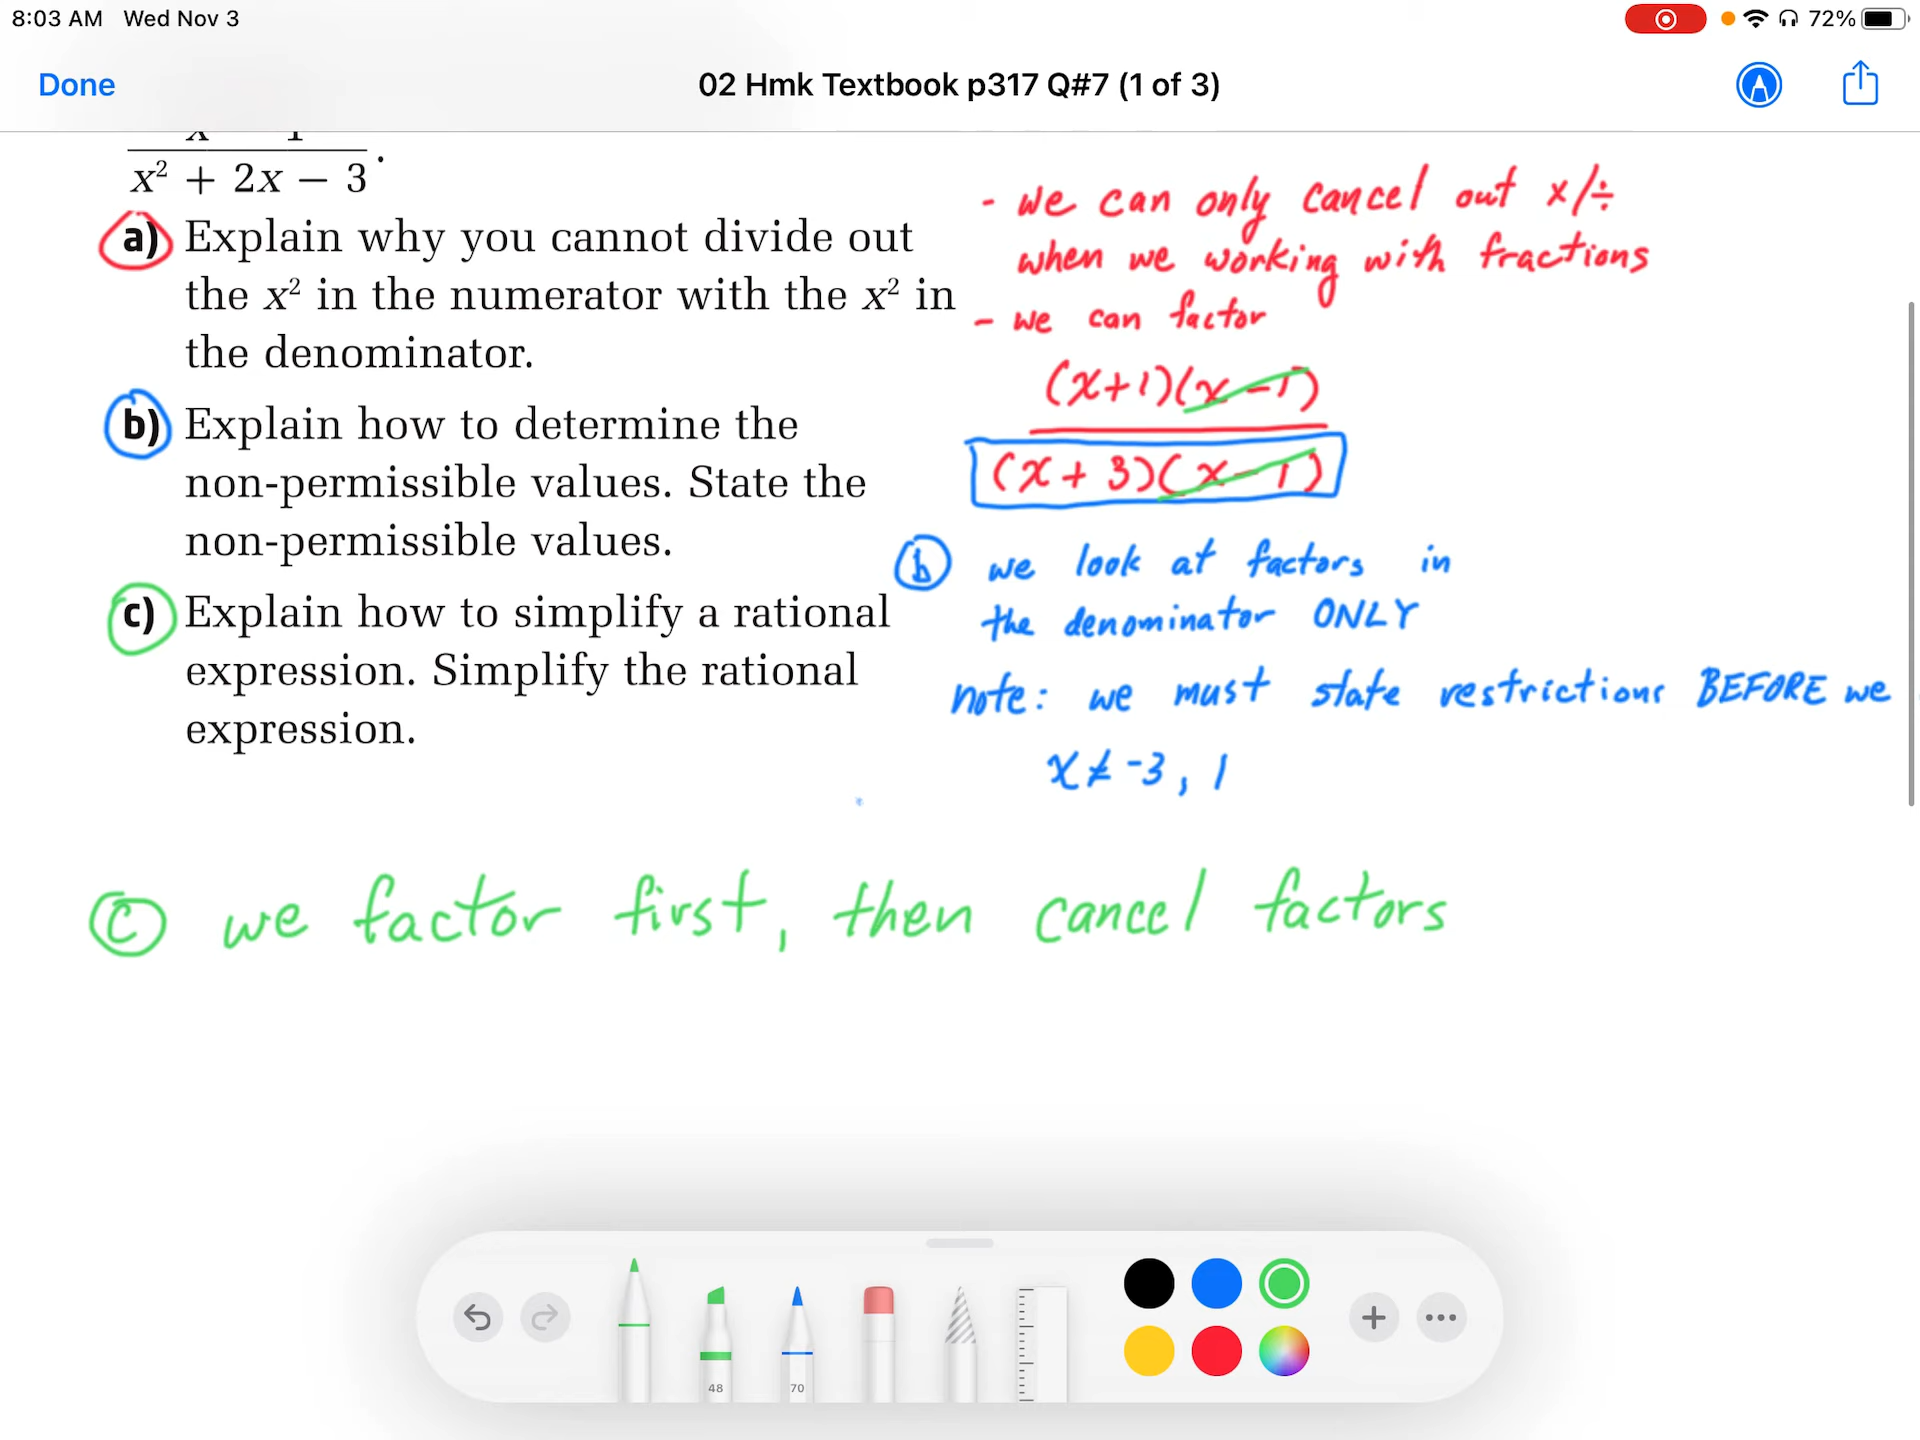 8:03 AM Wed Nov 3
72%
Done
02 Hmk Textbook p317 Q#7 (1 of 3)
x² + 2x − 3 .
a) Explain why you cannot divide out
the x² in the numerator with the x² in
the denominator.
b) Explain how to determine the
non-permissible values. State the
non-permissible values.
c) Explain how to simplify a rational
expression. Simplify the rational
expression.
- we can only cancel out x/÷
when we working with fractions
- we can factor
(x+1)(x-1)
(x+3)(x-1)
b we look at factors in
the denominator ONLY
note: we must state restrictions BEFORE we
x≠-3, 1
c we factor first, then cancel factors
48
70